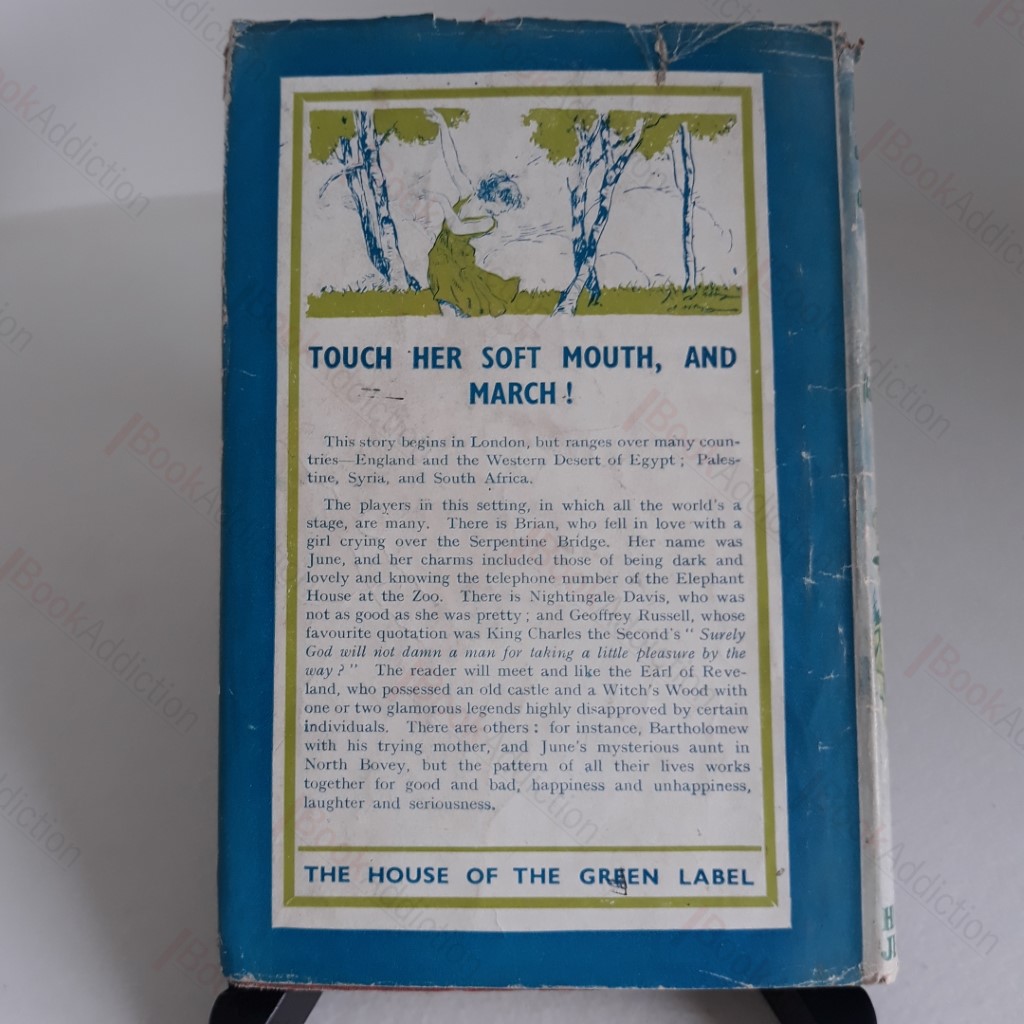 TOUCH HER SOFT MOUTH, AND
MARCH !
This story begins in London, but ranges over many coun-
tries—England and the Western Desert of Egypt ; Pales-
tine, Syria, and South Africa.
The players in this setting, in which all the world's a
stage, are many. There is Brian, who fell in love with a
girl crying over the Serpentine Bridge. Her name was
June, and her charms included those of being dark and
lovely and knowing the telephone number of the Elephant
House at the Zoo. There is Nightingale Davis, who was
not as good as she was pretty ; and Geoffrey Russell, whose
favourite quotation was King Charles the Second's " Surely
God will not damn a man for taking a little pleasure by the
way ? " The reader will meet and like the Earl of Reve-
land, who possessed an old castle and a Witch's Wood with
one or two glamorous legends highly disapproved by certain
individuals. There are others : for instance, Bartholomew
with his trying mother, and June's mysterious aunt in
North Bovey, but the pattern of all their lives works
together for good and bad, happiness and unhappiness,
laughter and seriousness.
THE HOUSE OF THE GREEN LABEL
BookAddiction